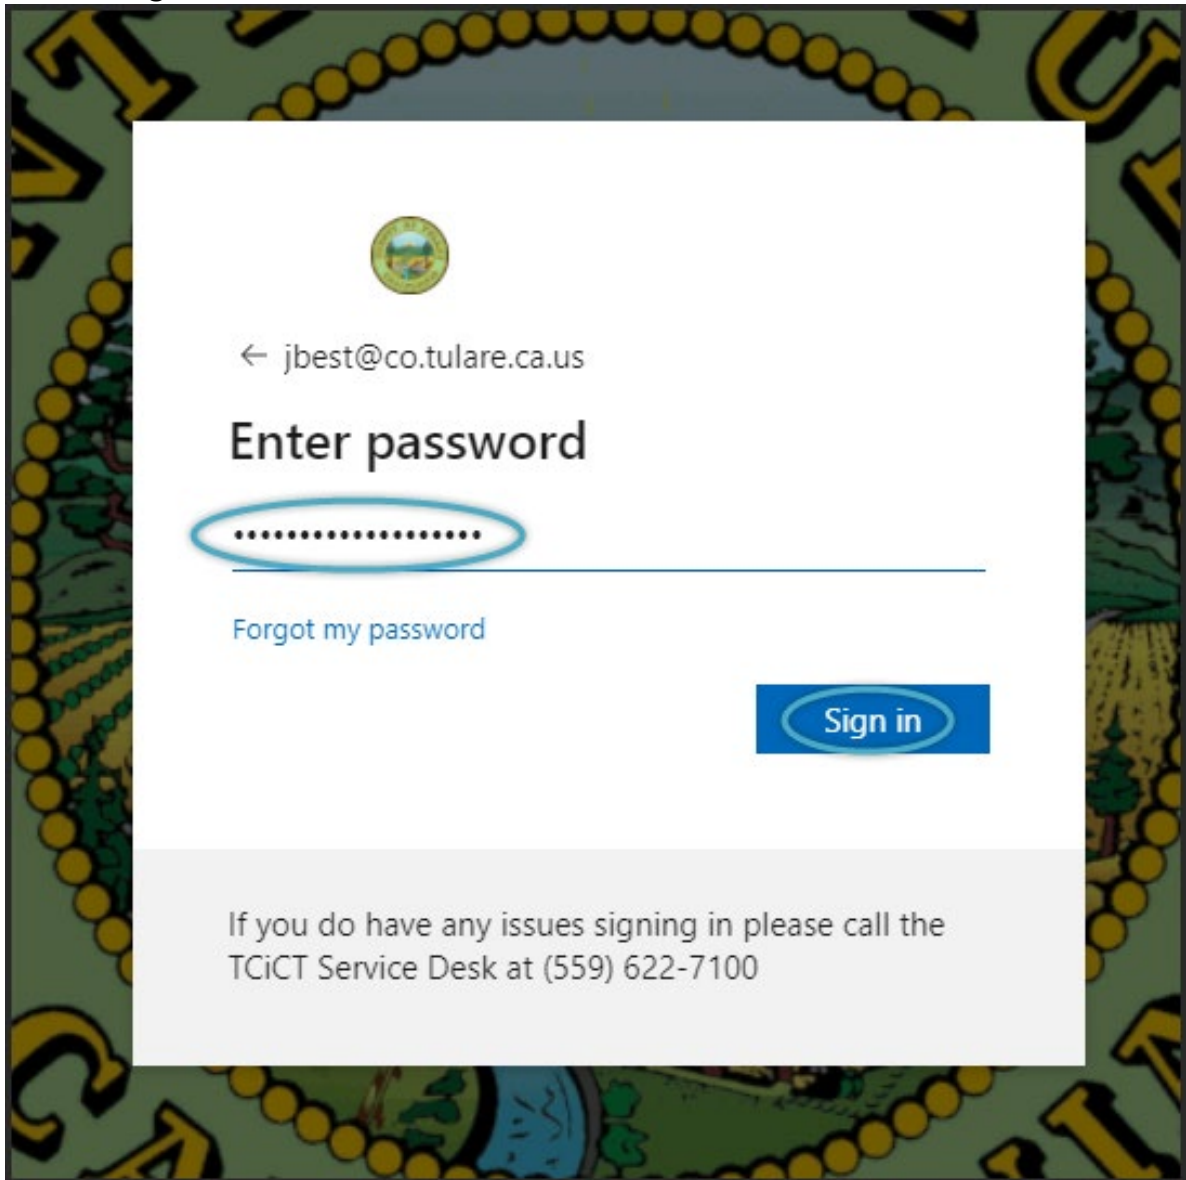 ← jbest@co.tulare.ca.us
Enter password
•••••••••••••••••••
Forgot my password
Sign in
If you do have any issues signing in please call the
TCiCT Service Desk at (559) 622-7100